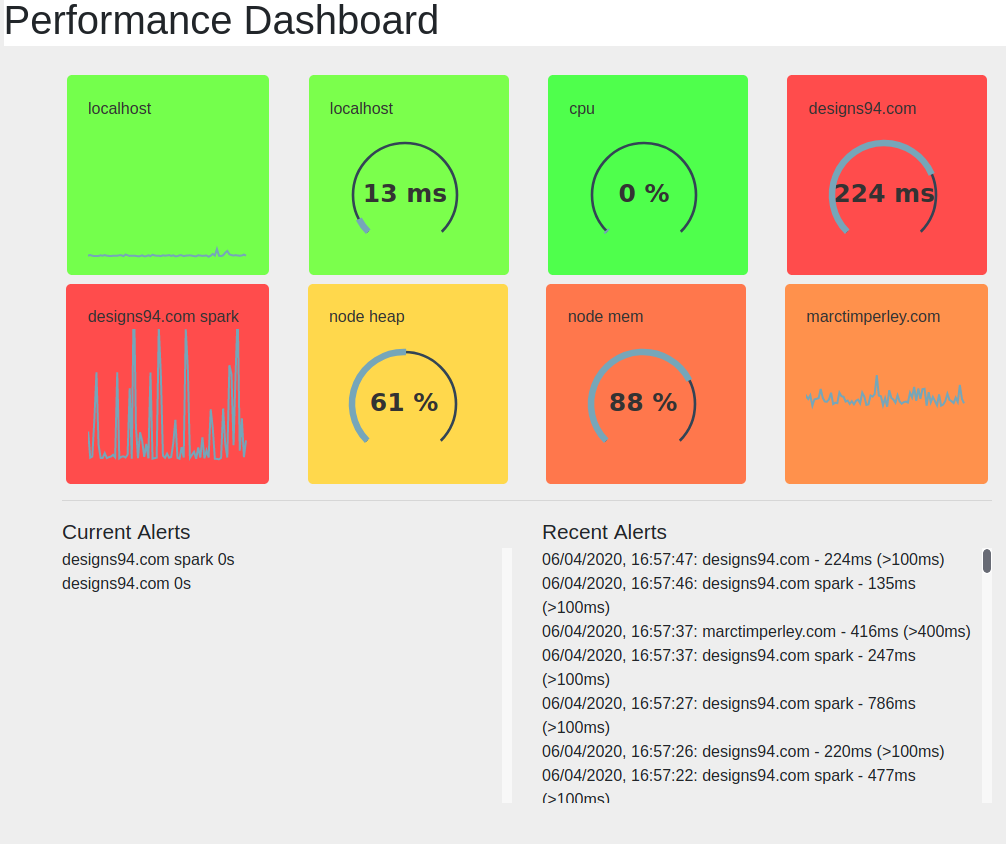 Performance Dashboard
localhost
localhost
13 ms
cpu
0 %
designs94.com
224 ms
designs94.com spark
node heap
61 %
node mem
88 %
marctimperley.com
Current Alerts
designs94.com spark 0s
designs94.com 0s
Recent Alerts
06/04/2020, 16:57:47: designs94.com - 224ms (>100ms)
06/04/2020, 16:57:46: designs94.com spark - 135ms
(>100ms)
06/04/2020, 16:57:37: marctimperley.com - 416ms (>400ms)
06/04/2020, 16:57:37: designs94.com spark - 247ms
(>100ms)
06/04/2020, 16:57:27: designs94.com spark - 786ms
(>100ms)
06/04/2020, 16:57:26: designs94.com - 220ms (>100ms)
06/04/2020, 16:57:22: designs94.com spark - 477ms
(>100ms)